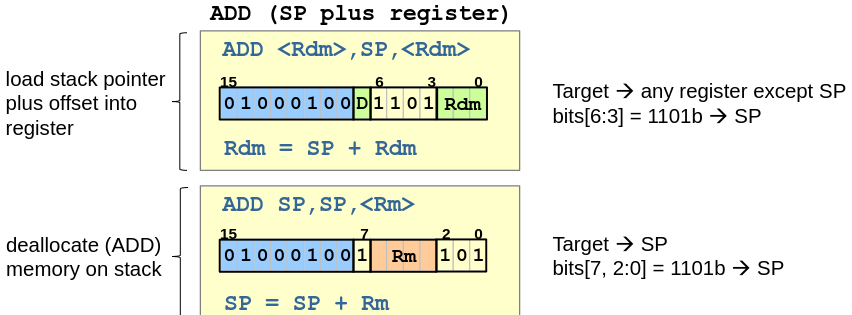 ADD (SP plus register)
ADD <Rdm>,SP,<Rdm>
15 6 3 0
0 1 0 0 0 1 0 0 D 1 1 0 1 Rdm
Rdm = SP + Rdm
load stack pointer
plus offset into
register
Target → any register except SP
bits[6:3] = 1101b → SP
ADD SP,SP,<Rm>
15 7 2 0
0 1 0 0 0 1 0 0 1 Rm 1 0 1
SP = SP + Rm
deallocate (ADD)
memory on stack
Target → SP
bits[7, 2:0] = 1101b → SP